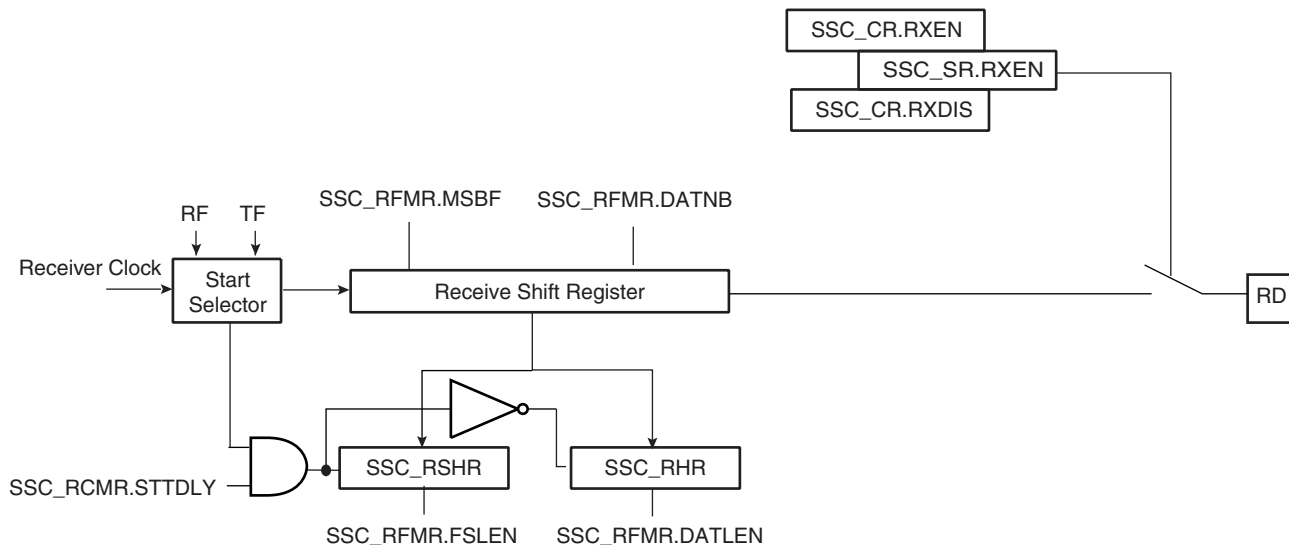 SSC_CR.RXEN
SSC_SR.RXEN
SSC_CR.RXDIS
SSC_RFMR.MSBF
SSC_RFMR.DATNB
RF
TF
Receiver Clock
Start
Selector
Receive Shift Register
RD
SSC_RSHR
SSC_RHR
SSC_RCMR.STTDLY
SSC_RFMR.FSLEN
SSC_RFMR.DATLEN